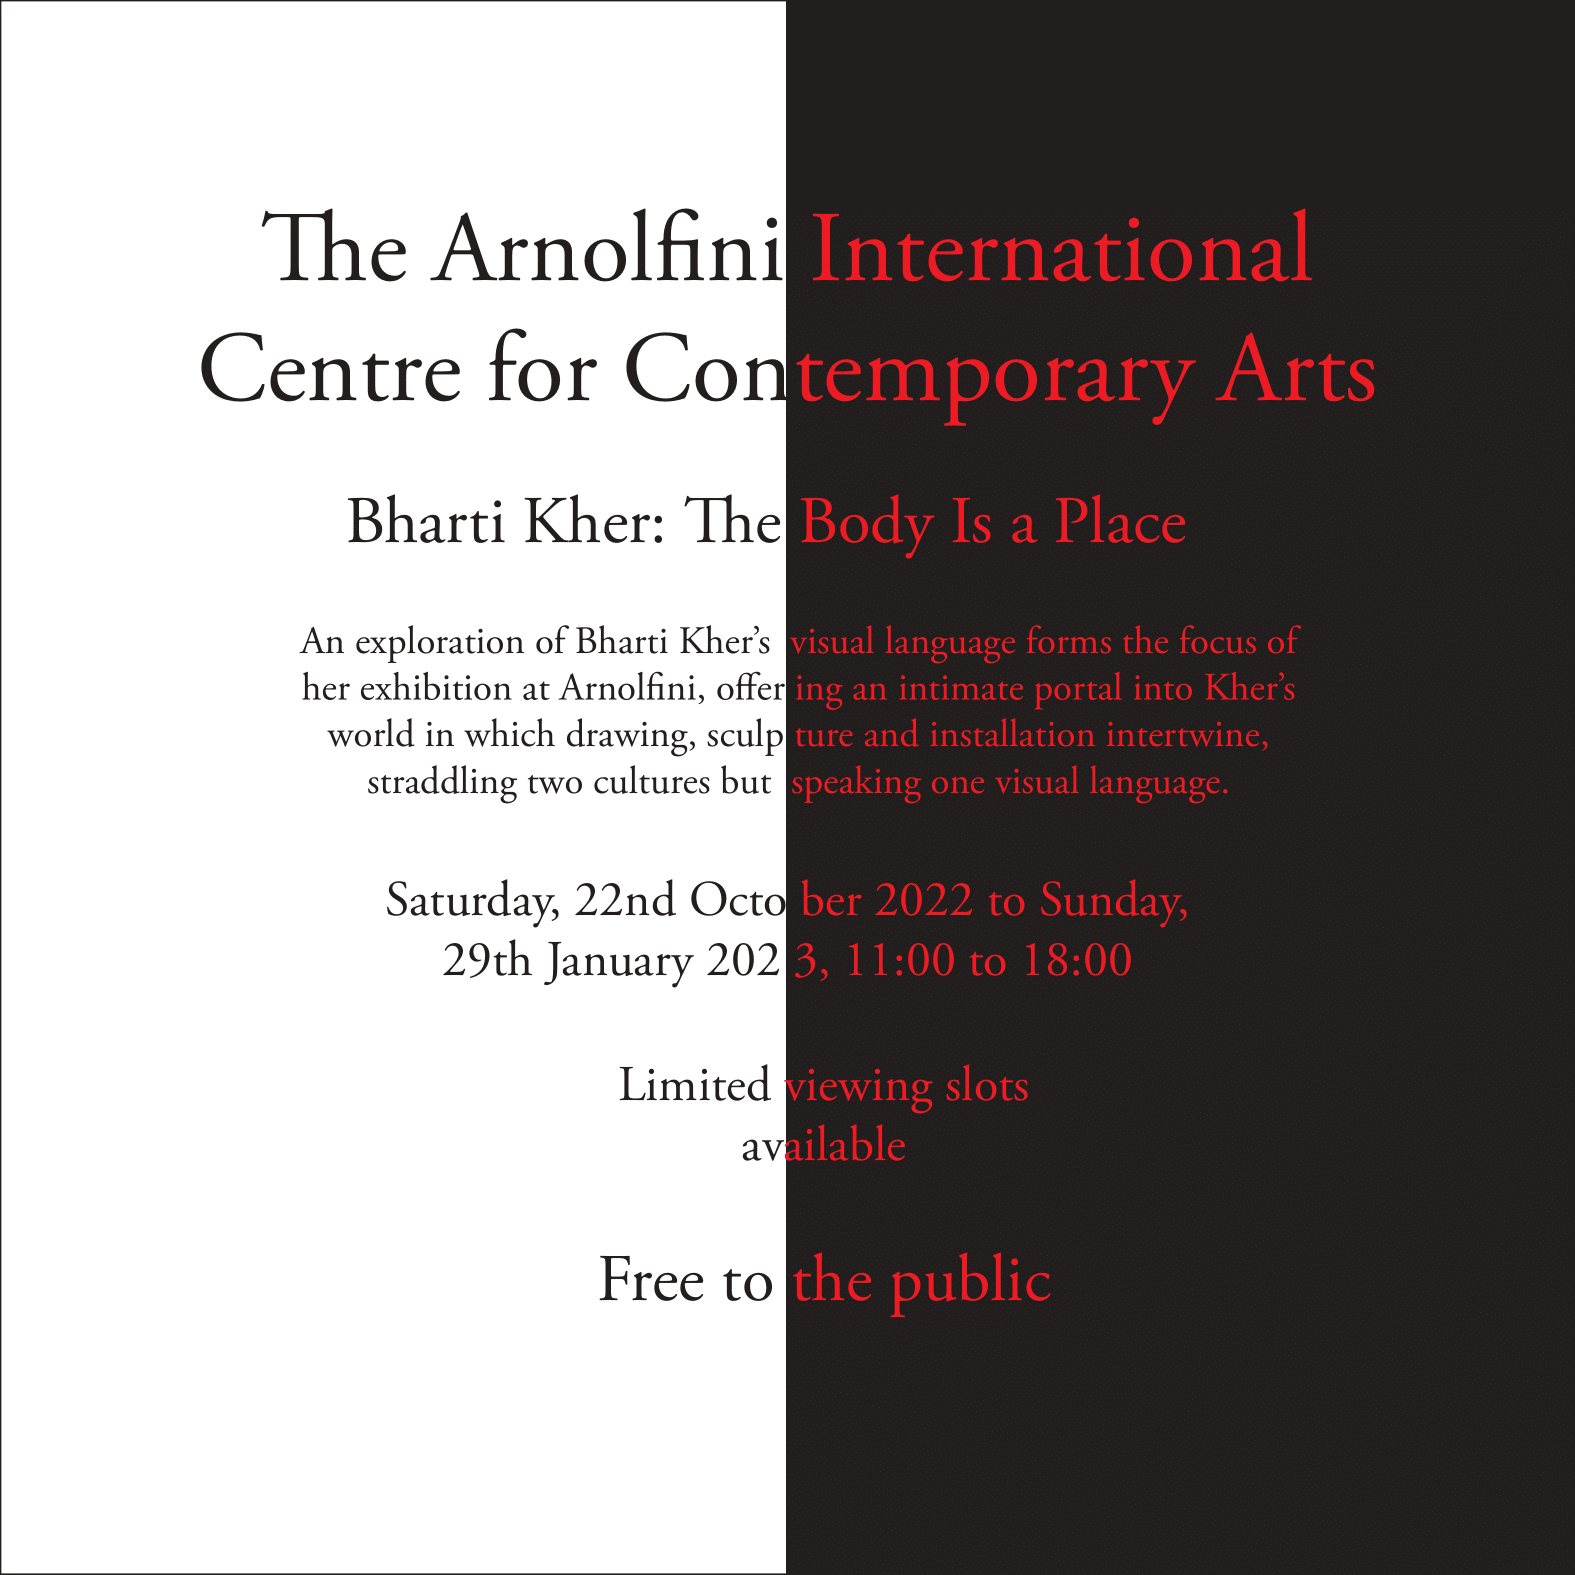 The Arnolfini International
Centre for Contemporary Arts
Bharti Kher: The Body Is a Place
An exploration of Bharti Kher’s visual language forms the focus of
her exhibition at Arnolfini, offering an intimate portal into Kher’s
world in which drawing, sculpture and installation intertwine,
straddling two cultures but speaking one visual language.
Saturday, 22nd October 2022 to Sunday,
29th January 2023, 11:00 to 18:00
Limited viewing slots
available
Free to the public